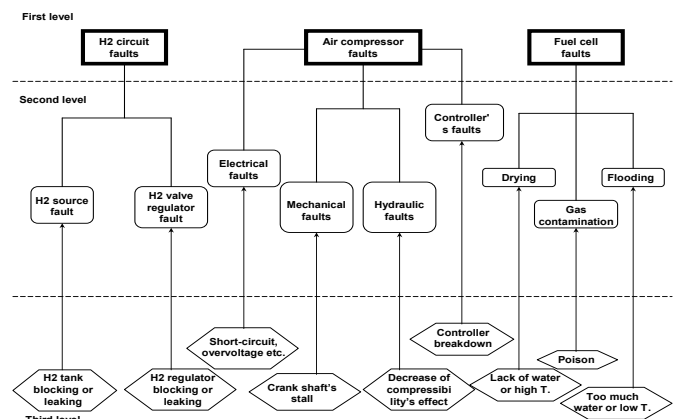 First level
H2 circuit
faults
Air compressor
faults
Fuel cell
faults
Second level
Controller'
s faults
Electrical
faults
Drying
Flooding
H2 source
fault
H2 valve
regulator
fault
Mechanical
faults
Hydraulic
faults
Gas
contamination
Short-circuit,
overvoltage etc.
Controller
breakdown
Poison
H2 tank
blocking or
leaking
H2 regulator
blocking or
leaking
Crank shaft's
stall
Decrease of
compressibi
lity's effect
Lack of water
or high T.
Too much
water or low T.
Third level